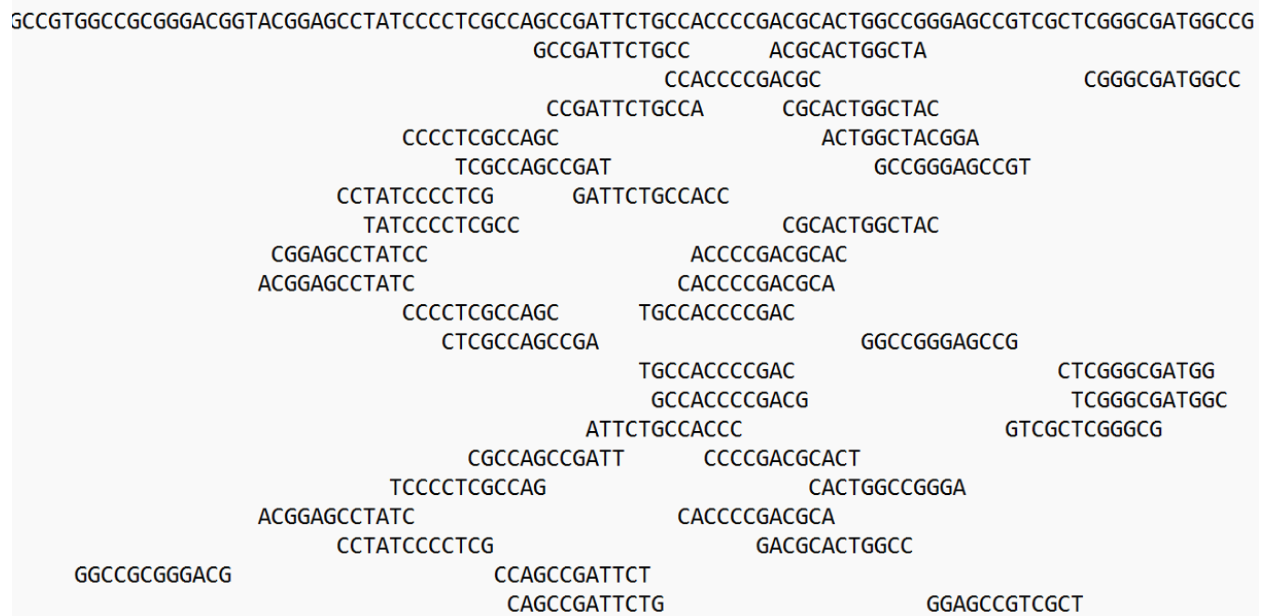 GCCGTGGCCGCGGGACGGTACGGAGCCTATCCCCTCGCCAGCCGATTCTGCCACCCCGACGCACTGGCCGGGAGCCGTCGCTCGGGCGATGGCCG
GCCGATTCTGCC ACGCACTGGCTA
CCACCCCGACGC CGGGCGATGGCC
CCGATTCTGCCA CGCACTGGCTAC
CCCCTCGCCAGC ACTGGCTACGGA
TCGCCAGCCGAT GCCGGGAGCCGT
CCTATCCCCTCG GATTCTGCCACC
TATCCCCTCGCC CGCACTGGCTAC
CGGAGCCTATCC ACCCCGACGCAC
ACGGAGCCTATC CACCCCGACGCA
CCCCTCGCCAGC TGCCACCCCGAC
CTCGCCAGCCGA GGCCGGGAGCCG
TGCCACCCCGAC CTCGGGCGATGG
GCCACCCCGACG TCGGGCGATGGC
ATTCTGCCACCC GTCGCTCGGGCG
CGCCAGCCGATT CCCCGACGCACT
TCCCCTCGCCAG CACTGGCCGGGA
ACGGAGCCTATC CACCCCGACGCA
CCTATCCCCTCG GACGCACTGGCC
GGCCGCGGGACG CCAGCCGATTCT
CAGCCGATTCTG GGAGCCGTCGCT